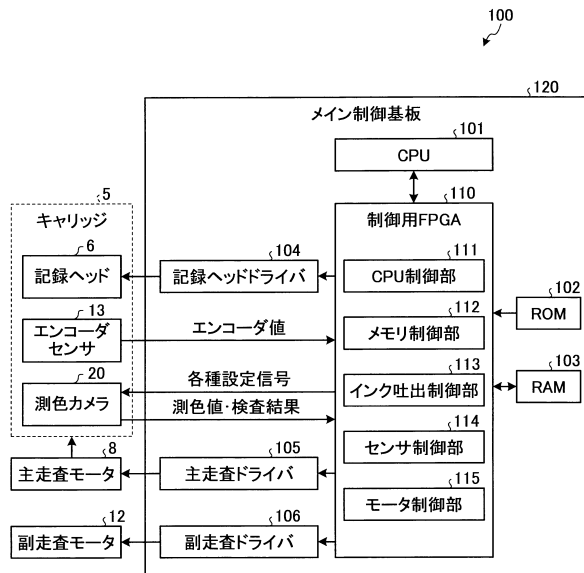 100
120
メイン制御基板
101
CPU
5
キャリッジ
110
制御用FPGA
6
記録ヘッド
104
記録ヘッドドライバ
111
CPU制御部
102
ROM
13
エンコーダ
センサ
エンコーダ値
112
メモリ制御部
103
RAM
20
測色カメラ
各種設定信号
測色値・検査結果
113
インク吐出制御部
114
センサ制御部
8
主走査モータ
105
主走査ドライバ
115
モータ制御部
12
副走査モータ
106
副走査ドライバ